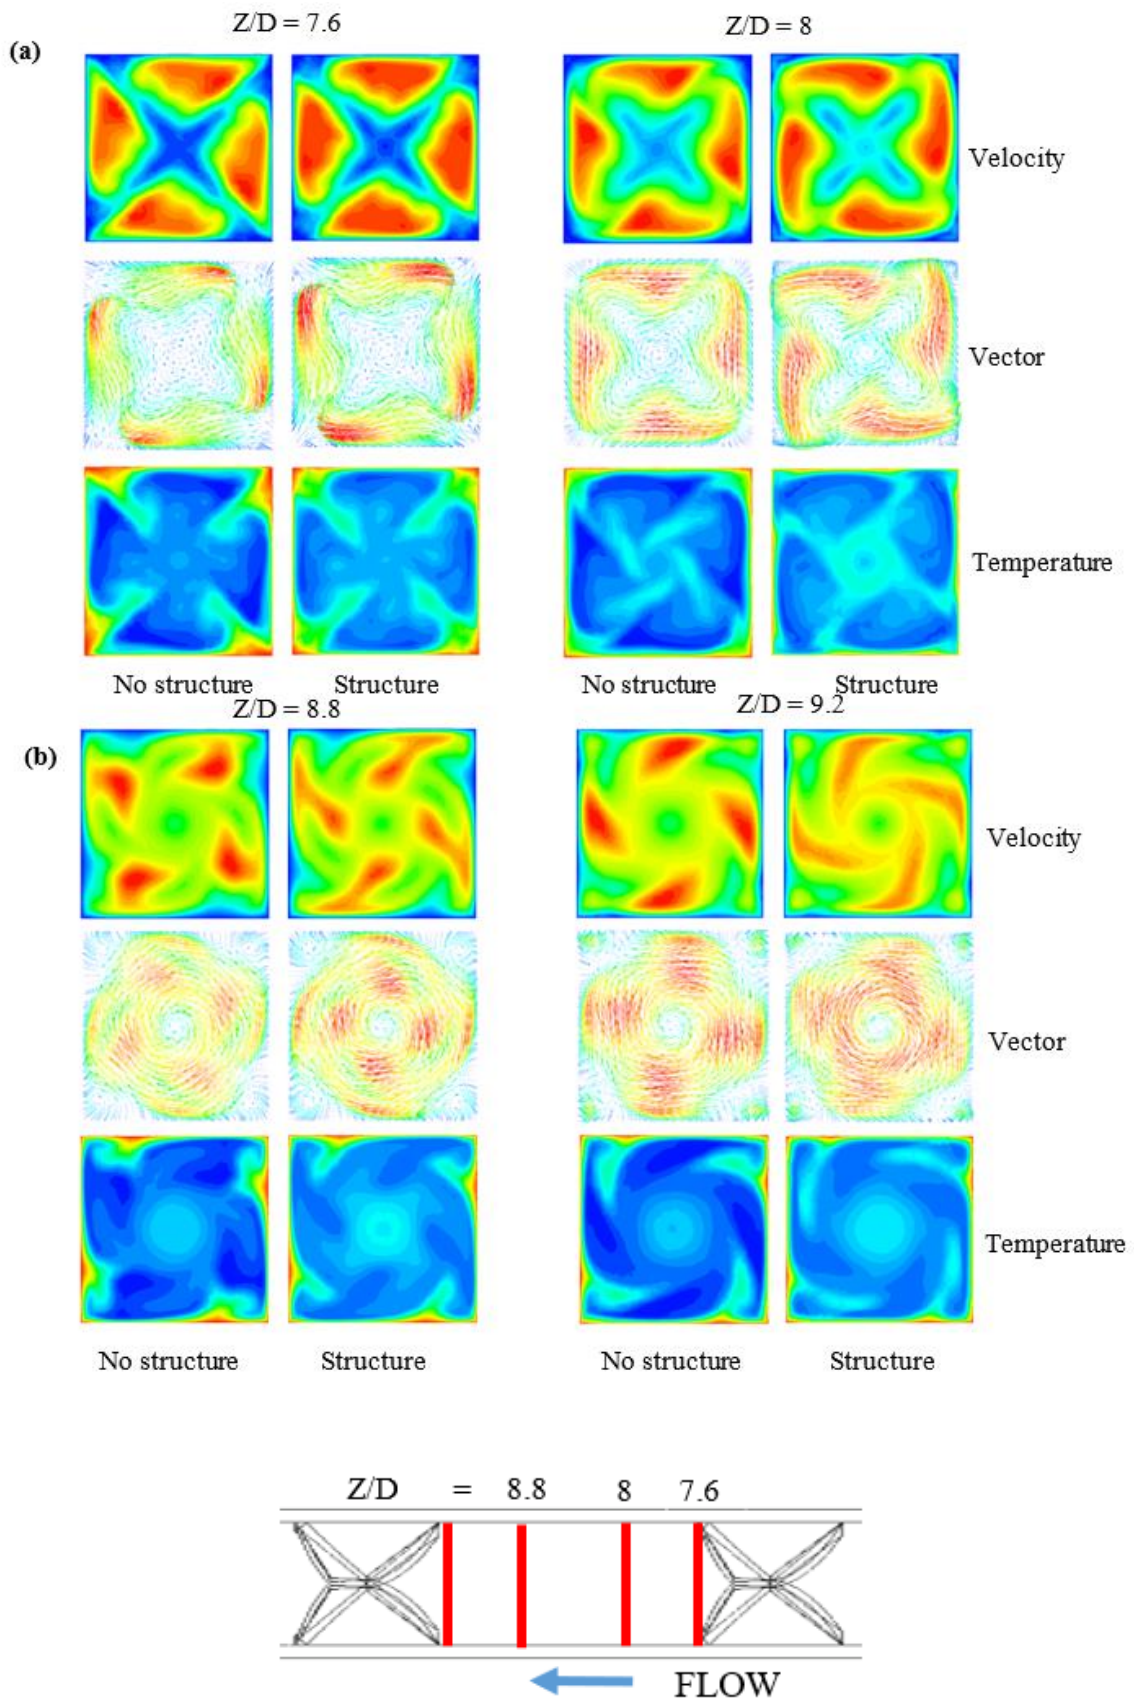 Z/D = 7.6
Z/D = 8
(a)
Velocity
Vector
Temperature
No structure
Structure
No structure
Structure
Z/D = 8.8
Z/D = 9.2
(b)
Velocity
Vector
Temperature
No structure
Structure
No structure
Structure
Z/D = 8.8 8 7.6
FLOW